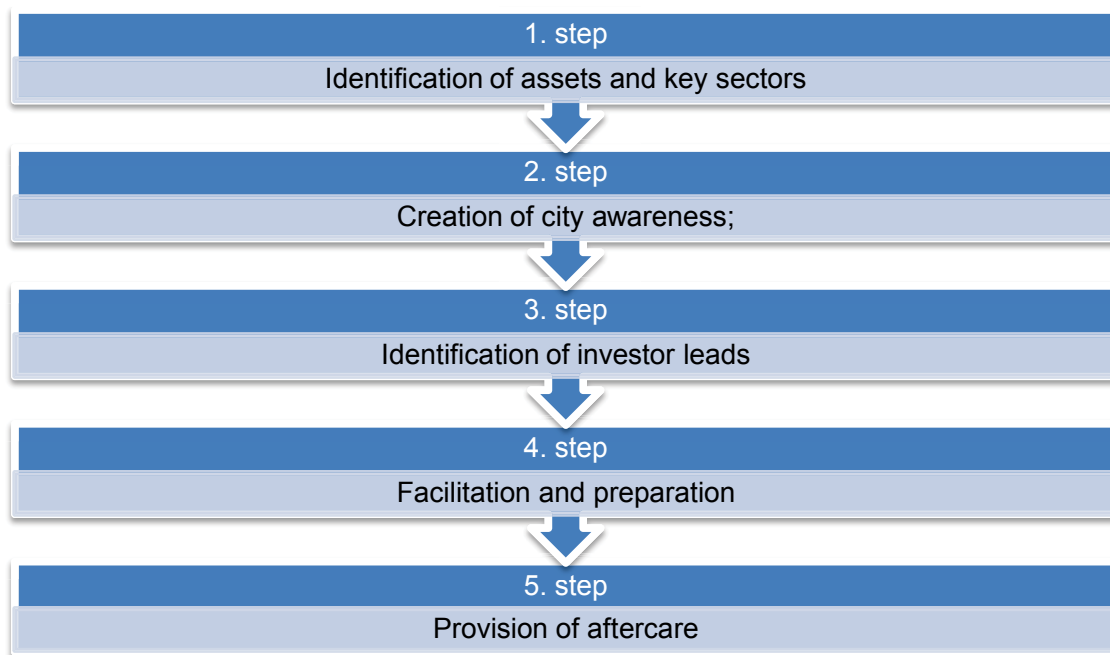 1. step
Identification of assets and key sectors
2. step
Creation of city awareness;
3. step
Identification of investor leads
4. step
Facilitation and preparation
5. step
Provision of aftercare